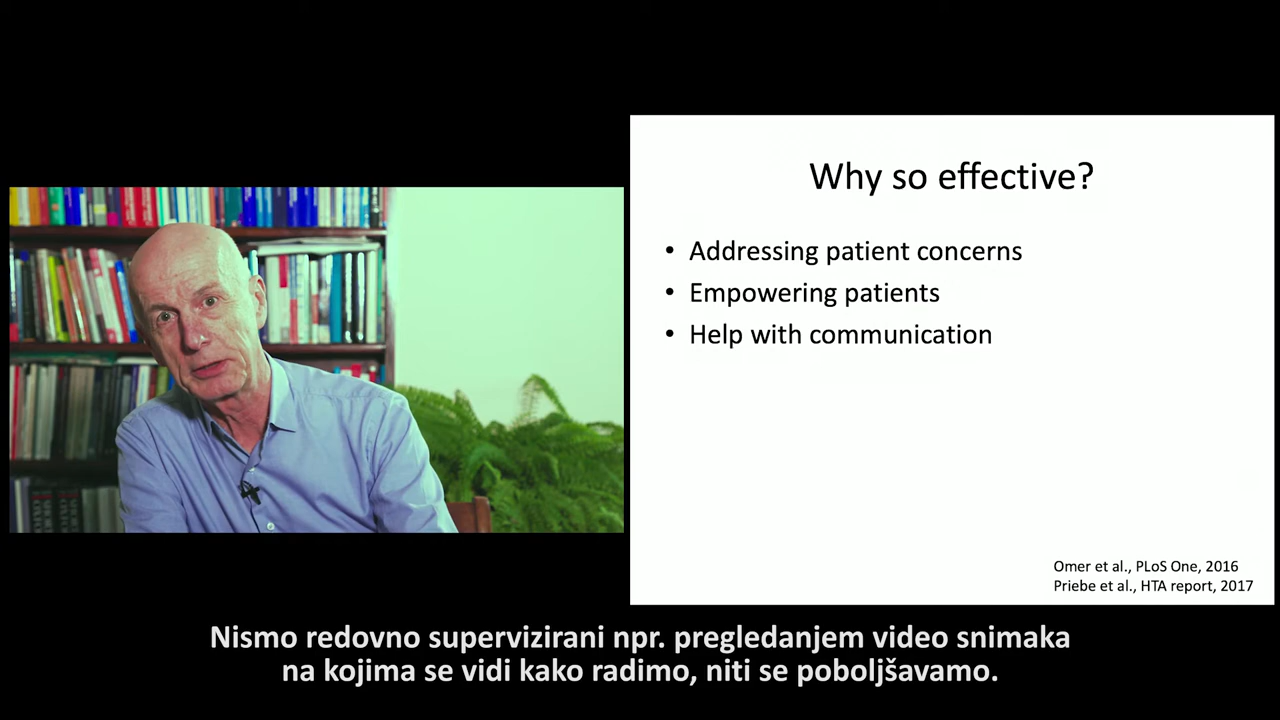 Why so effective?
• Addressing patient concerns
• Empowering patients
• Help with communication
Omer et al., PLoS One, 2016
Priebe et al., HTA report, 2017
Nismo redovno supervizirani npr. pregledanjem video snimaka
na kojima se vidi kako radimo, niti se poboljšavamo.